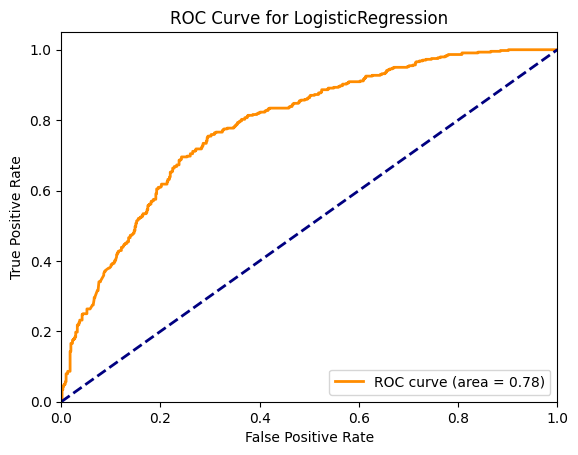 ROC Curve for LogisticRegression
1.0
0.8
0.6
0.4
0.2
0.0
True Positive Rate
ROC curve (area = 0.78)
0.0 0.2 0.4 0.6 0.8 1.0
False Positive Rate